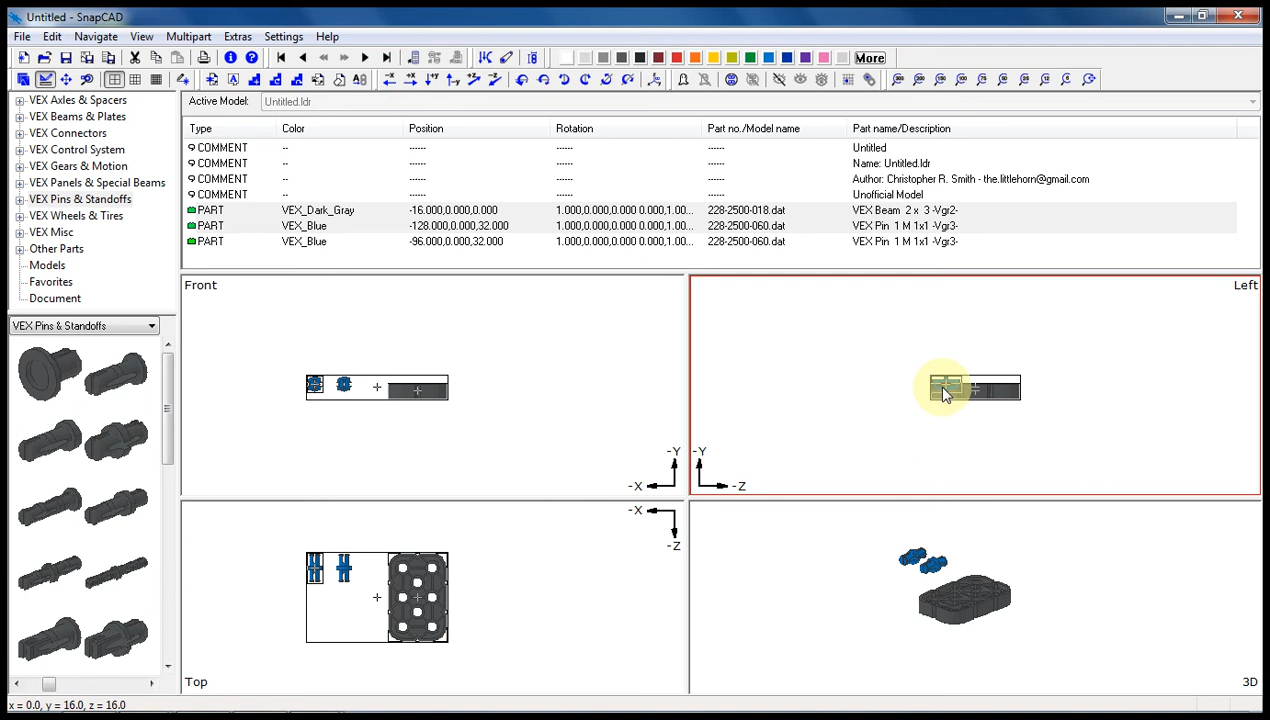 Untitled - SnapCAD
File Edit Navigate View Multipart Extras Settings Help
More
VEX Axles & Spacers
VEX Beams & Plates
VEX Connectors
VEX Control System
VEX Gears & Motion
VEX Panels & Special Beams
VEX Pins & Standoffs
VEX Wheels & Tires
VEX Misc
Other Parts
Models
Favorites
Document
VEX Pins & Standoffs
Active Model: Untitled.ldr
Type Color Position Rotation Part no./Model name Part name/Description
COMMENT -- ------ ------ ------ Untitled
COMMENT -- ------ ------ ------ Name: Untitled.ldr
COMMENT -- ------ ------ ------ Author: Christopher R. Smith - the.littlehorn@gmail.com
COMMENT -- ------ ------ ------ Unofficial Model
PART VEX_Dark_Gray -16.000,0.000,0.000 1.000,0.000,0.000 0.000,1.00... 228-2500-018.dat VEX Beam 2 x 3 -Vgr2-
PART VEX_Blue -128.000,0.000,32.000 1.000,0.000,0.000 0.000,1.00... 228-2500-060.dat VEX Pin 1 M 1x1 -Vgr3-
PART VEX_Blue -96.000,0.000,32.000 1.000,0.000,0.000 0.000,1.00... 228-2500-060.dat VEX Pin 1 M 1x1 -Vgr3-
Front
-Y
-X
Left
-Y
-Z
Top
-X
-Z
3D
x = 0.0, y = 16.0, z = 16.0